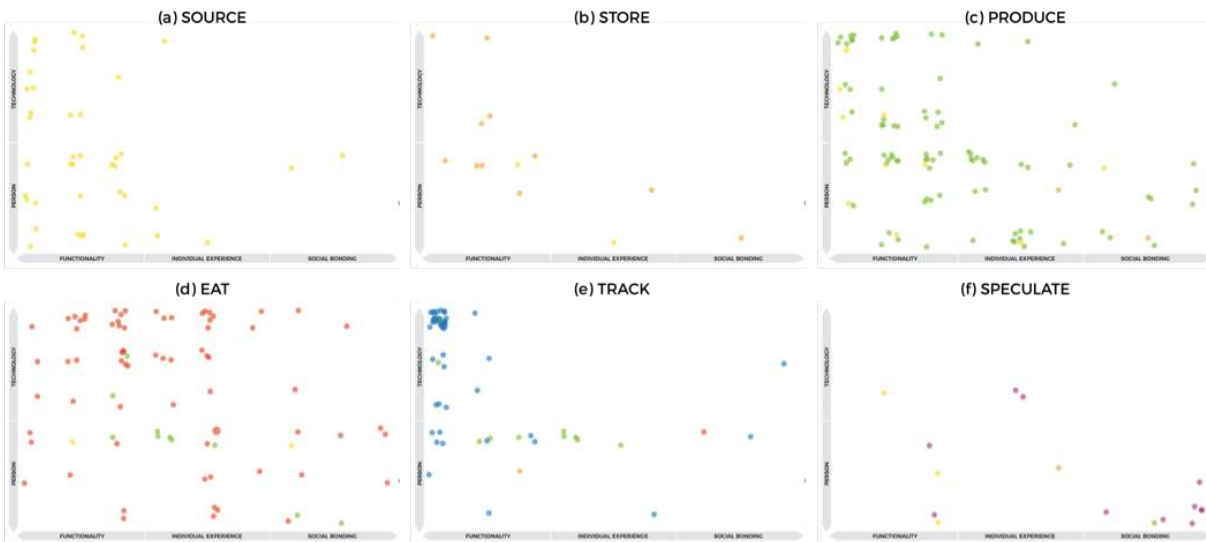 (a) SOURCE
(b) STORE
(c) PRODUCE
TECHNOLOGY
PERSON
TECHNOLOGY
PERSON
TECHNOLOGY
PERSON
FUNCTIONALITY INDIVIDUAL EXPERIENCE SOCIAL BONDING
FUNCTIONALITY INDIVIDUAL EXPERIENCE SOCIAL BONDING
FUNCTIONALITY INDIVIDUAL EXPERIENCE SOCIAL BONDING
(d) EAT
(e) TRACK
(f) SPECULATE
TECHNOLOGY
PERSON
TECHNOLOGY
PERSON
TECHNOLOGY
PERSON
FUNCTIONALITY INDIVIDUAL EXPERIENCE SOCIAL BONDING
FUNCTIONALITY INDIVIDUAL EXPERIENCE SOCIAL BONDING
FUNCTIONALITY INDIVIDUAL EXPERIENCE SOCIAL BONDING